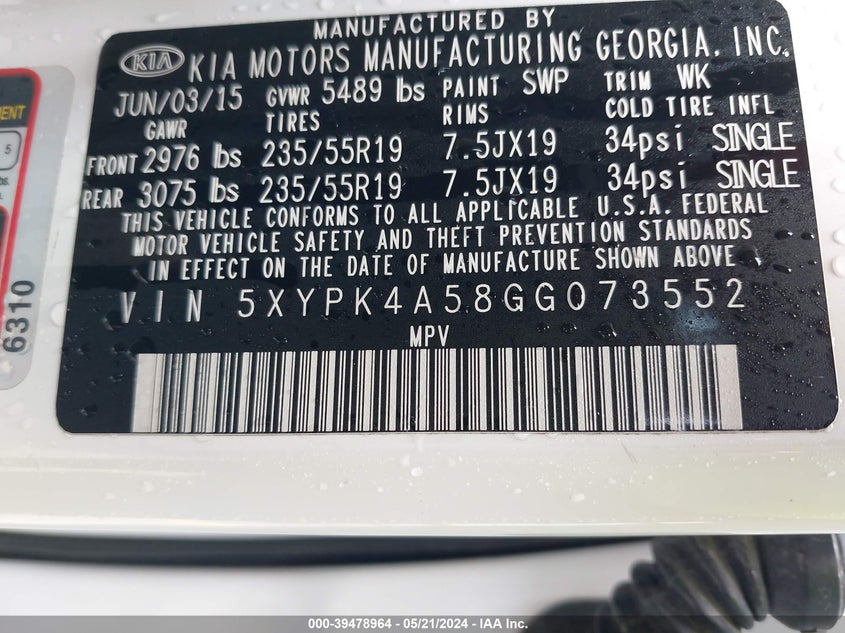 MANUFACTURED BY
KIA KIA MOTORS MANUFACTURING GEORGIA, INC.
JUN/03/15 GVWR 5489 lbs PAINT SWP TRIM WK
GAWR TIRES RIMS COLD TIRE INFL
FRONT 2976 lbs 235/55R19 7.5JX19 34psi SINGLE
REAR 3075 lbs 235/55R19 7.5JX19 34psi SINGLE
THIS VEHICLE CONFORMS TO ALL APPLICABLE U.S.A. FEDERAL
MOTOR VEHICLE SAFETY AND THEFT PREVENTION STANDARDS
IN EFFECT ON THE DATE OF MANUFACTURE SHOWN ABOVE.
VIN 5XYPK4A58GG073552
MPV
5
6310
000-39478964 - 05/21/2024 - IAA Inc.